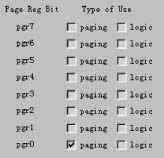 Page Reg Bit Type of Use
pgr7 paging logic
pgr6 paging logic
pgr5 paging logic
pgr4 paging logic
pgr3 paging logic
pgr2 paging logic
pgr1 paging logic
pgr0 paging logic